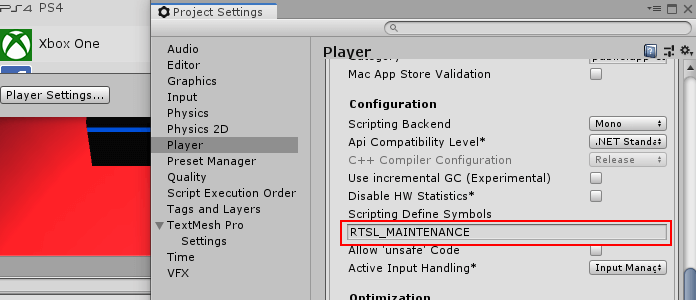 PS4
Xbox One
Player Settings...
Project Settings
Audio
Editor
Graphics
Input
Physics
Physics 2D
Player
Preset Manager
Quality
Script Execution Order
Tags and Layers
TextMesh Pro
Settings
Time
VFX
Player
Mac App Store Validation
Configuration
Scripting Backend
Mono
Api Compatibility Level*
.NET Standa
C++ Compiler Configuration
Release
Use incremental GC (Experimental)
Disable HW Statistics*
Scripting Define Symbols
RTSL_MAINTENANCE
Allow 'unsafe' Code
Active Input Handling*
Input Manag
Optimization